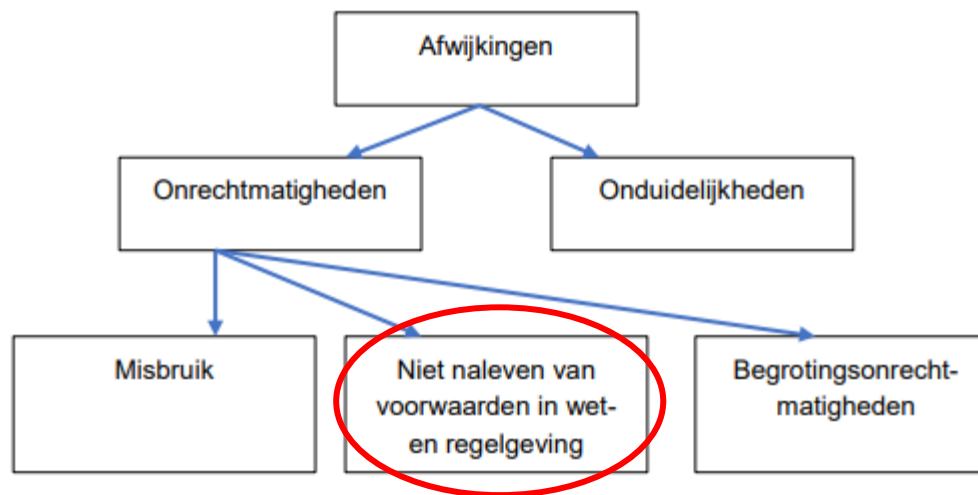 Afwijkingen
Onrechtmatigheden
Onduidelijkheden
Misbruik
Niet naleven van
voorwaarden in wet-
en regelgeving
Begrotingsonrecht-
matigheden